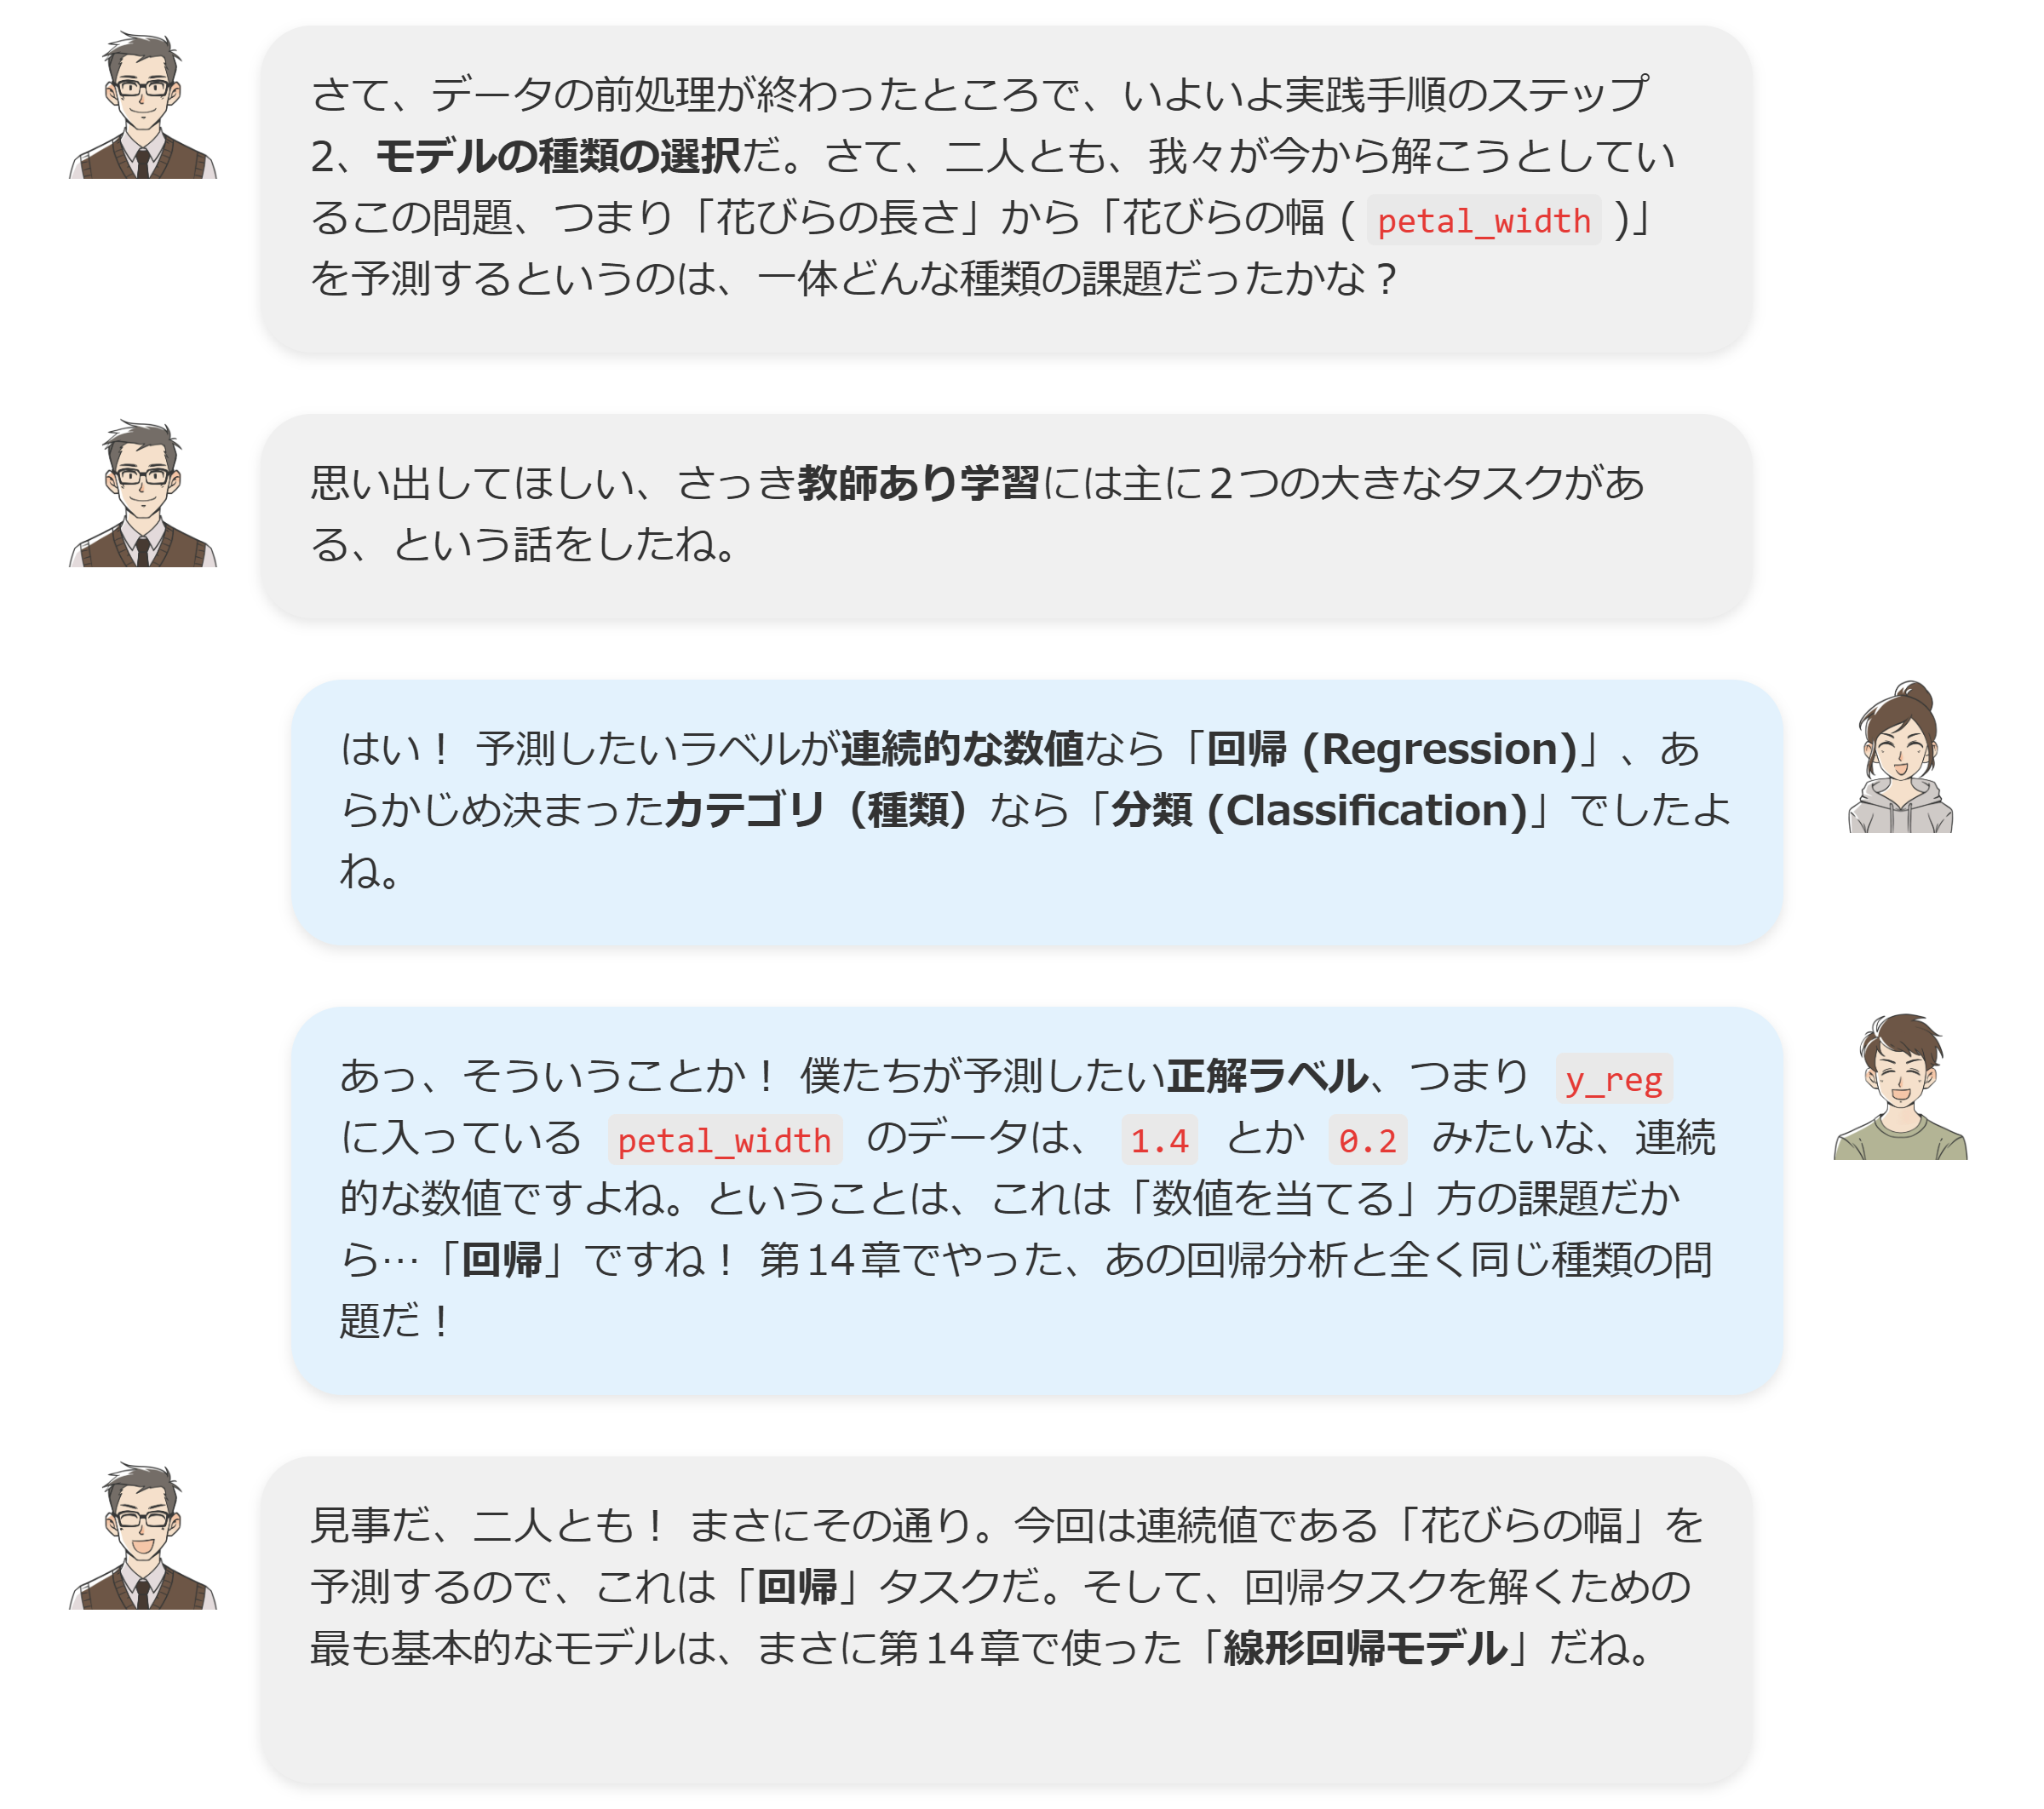 さて、データの前処理が終わったところで、いよいよ実践手順のステップ
2、モデルの種類の選択だ。さて、二人とも、我々が今から解こうとしてい
るこの問題、つまり「花びらの長さ」から「花びらの幅 ( petal_width )」
を予測するというのは、一体どんな種類の課題だったかな？
思い出してほしい、さっき教師あり学習には主に2つの大きなタスクがあ
る、という話をしたね。
はい！ 予測したいラベルが連続的な数値なら「回帰 (Regression)」、あ
らかじめ決まったカテゴリ（種類）なら「分類 (Classification)」でしたよ
ね。
あっ、そういうことか！ 僕たちが予測したい正解ラベル、つまり y_reg
に入っている petal_width のデータは、 1.4 とか 0.2 みたいな、連続
的な数値ですよね。ということは、これは「数値を当てる」方の課題だか
ら…「回帰」ですね！ 第14章でやった、あの回帰分析と全く同じ種類の問
題だ！
見事だ、二人とも！ まさにその通り。今回は連続値である「花びらの幅」を
予測するので、これは「回帰」タスクだ。そして、回帰タスクを解くための
最も基本的なモデルは、まさに第14章で使った「線形回帰モデル」だね。